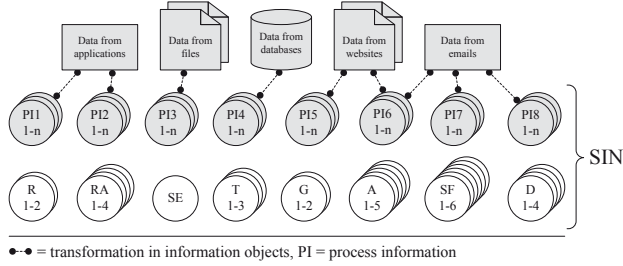 Data from applications
Data from files
Data from databases
Data from websites
Data from emails
PI1 1-n
PI2 1-n
PI3 1-n
PI4 1-n
PI5 1-n
PI6 1-n
PI7 1-n
PI8 1-n
SIN
R 1-2
RA 1-4
SE
T 1-3
G 1-2
A 1-5
SF 1-6
D 1-4
= transformation in information objects, PI = process information